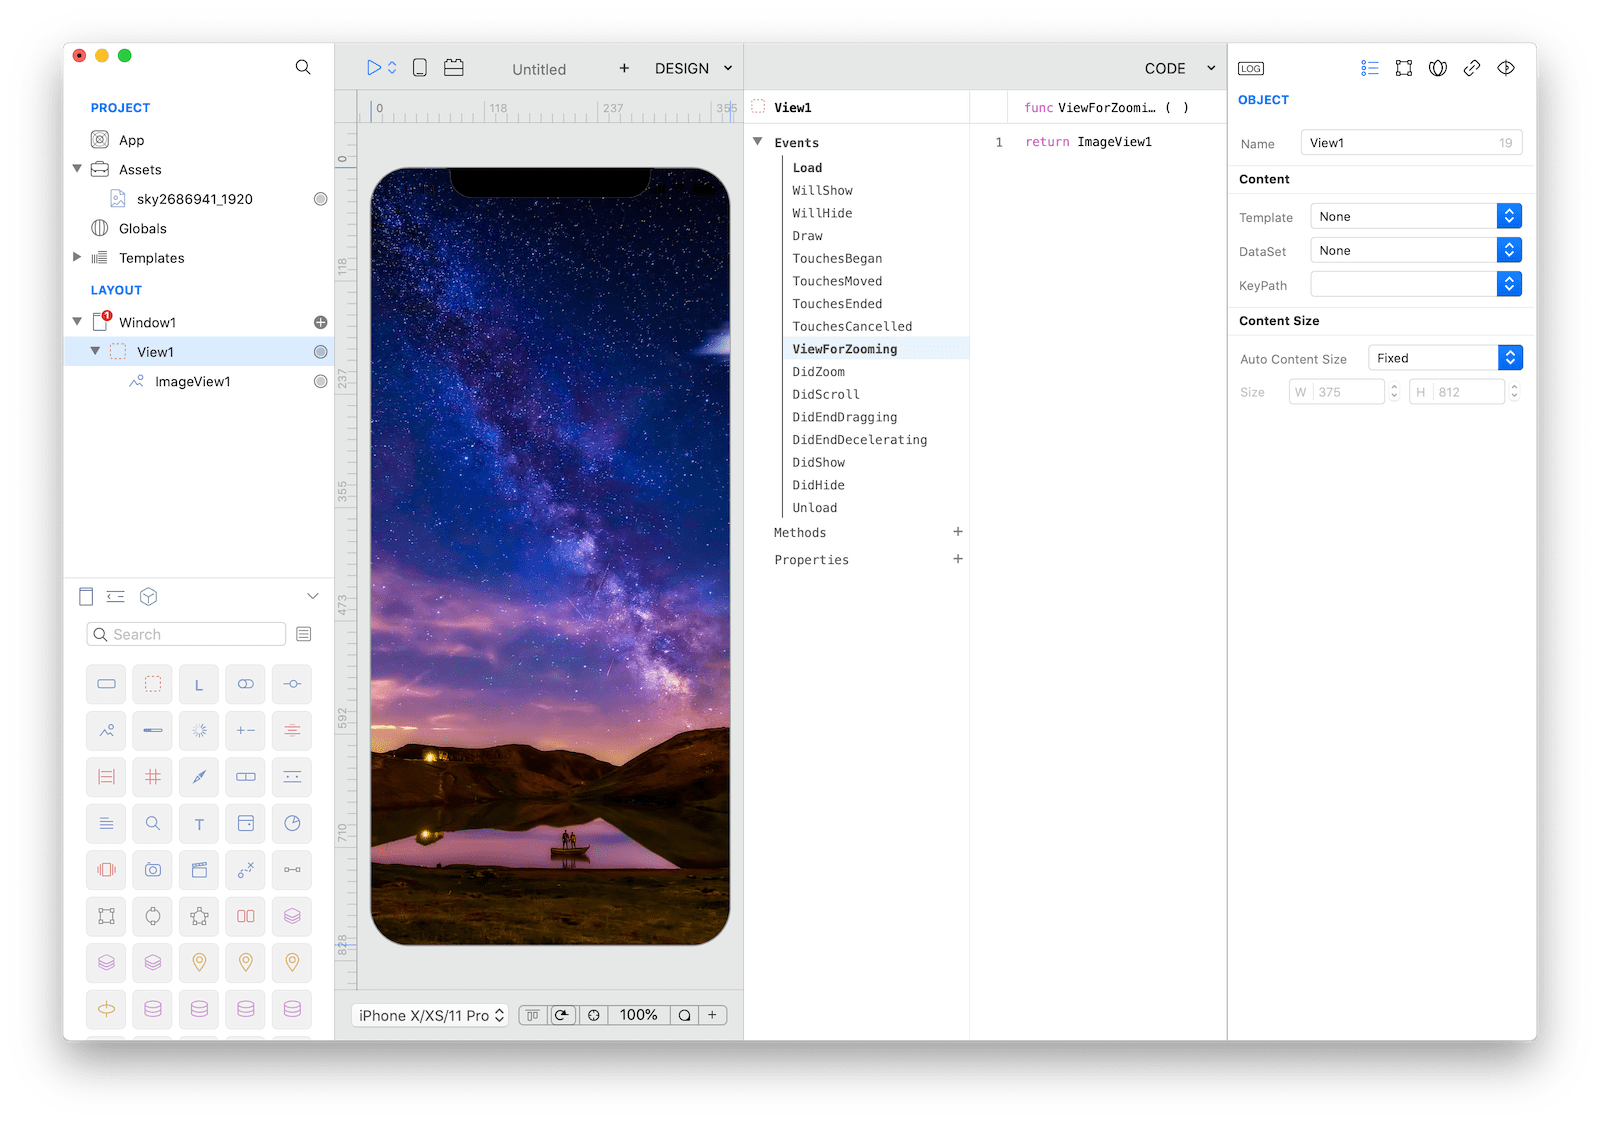 PROJECT
App
Assets
sky2686941_1920
Globals
Templates
LAYOUT
1
Window1
View1
ImageView1
Search
L
T
Untitled
+
DESIGN
0
118
237
355
0
118
237
355
473
592
710
828
iPhone X/XS/11 Pro
100%
+
CODE
View1
Events
Load
WillShow
WillHide
Draw
TouchesBegan
TouchesMoved
TouchesEnded
TouchesCancelled
ViewForZooming
DidZoom
DidScroll
DidEndDragging
DidEndDecelerating
DidShow
DidHide
Unload
Methods +
Properties +
func ViewForZoomi… ( )
1 return ImageView1
LOG
OBJECT
Name View1 19
Content
Template None
DataSet None
KeyPath
Content Size
Auto Content Size Fixed
Size W 375 H 812